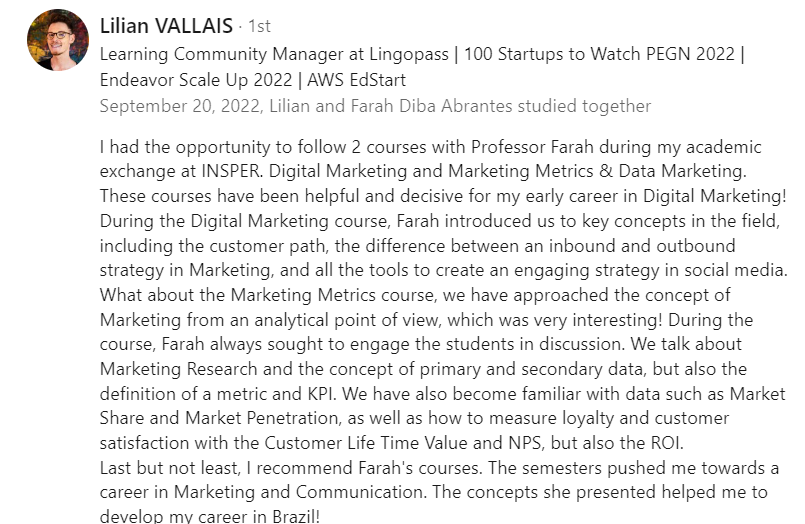 Lilian VALLAIS · 1st
Learning Community Manager at Lingopass | 100 Startups to Watch PEGN 2022 |
Endeavor Scale Up 2022 | AWS EdStart
September 20, 2022, Lilian and Farah Diba Abrantes studied together
I had the opportunity to follow 2 courses with Professor Farah during my academic
exchange at INSPER. Digital Marketing and Marketing Metrics & Data Marketing.
These courses have been helpful and decisive for my early career in Digital Marketing!
During the Digital Marketing course, Farah introduced us to key concepts in the field,
including the customer path, the difference between an inbound and outbound
strategy in Marketing, and all the tools to create an engaging strategy in social media.
What about the Marketing Metrics course, we have approached the concept of
Marketing from an analytical point of view, which was very interesting! During the
course, Farah always sought to engage the students in discussion. We talk about
Marketing Research and the concept of primary and secondary data, but also the
definition of a metric and KPI. We have also become familiar with data such as Market
Share and Market Penetration, as well as how to measure loyalty and customer
satisfaction with the Customer Life Time Value and NPS, but also the ROI.
Last but not least, I recommend Farah's courses. The semesters pushed me towards a
career in Marketing and Communication. The concepts she presented helped me to
develop my career in Brazil!